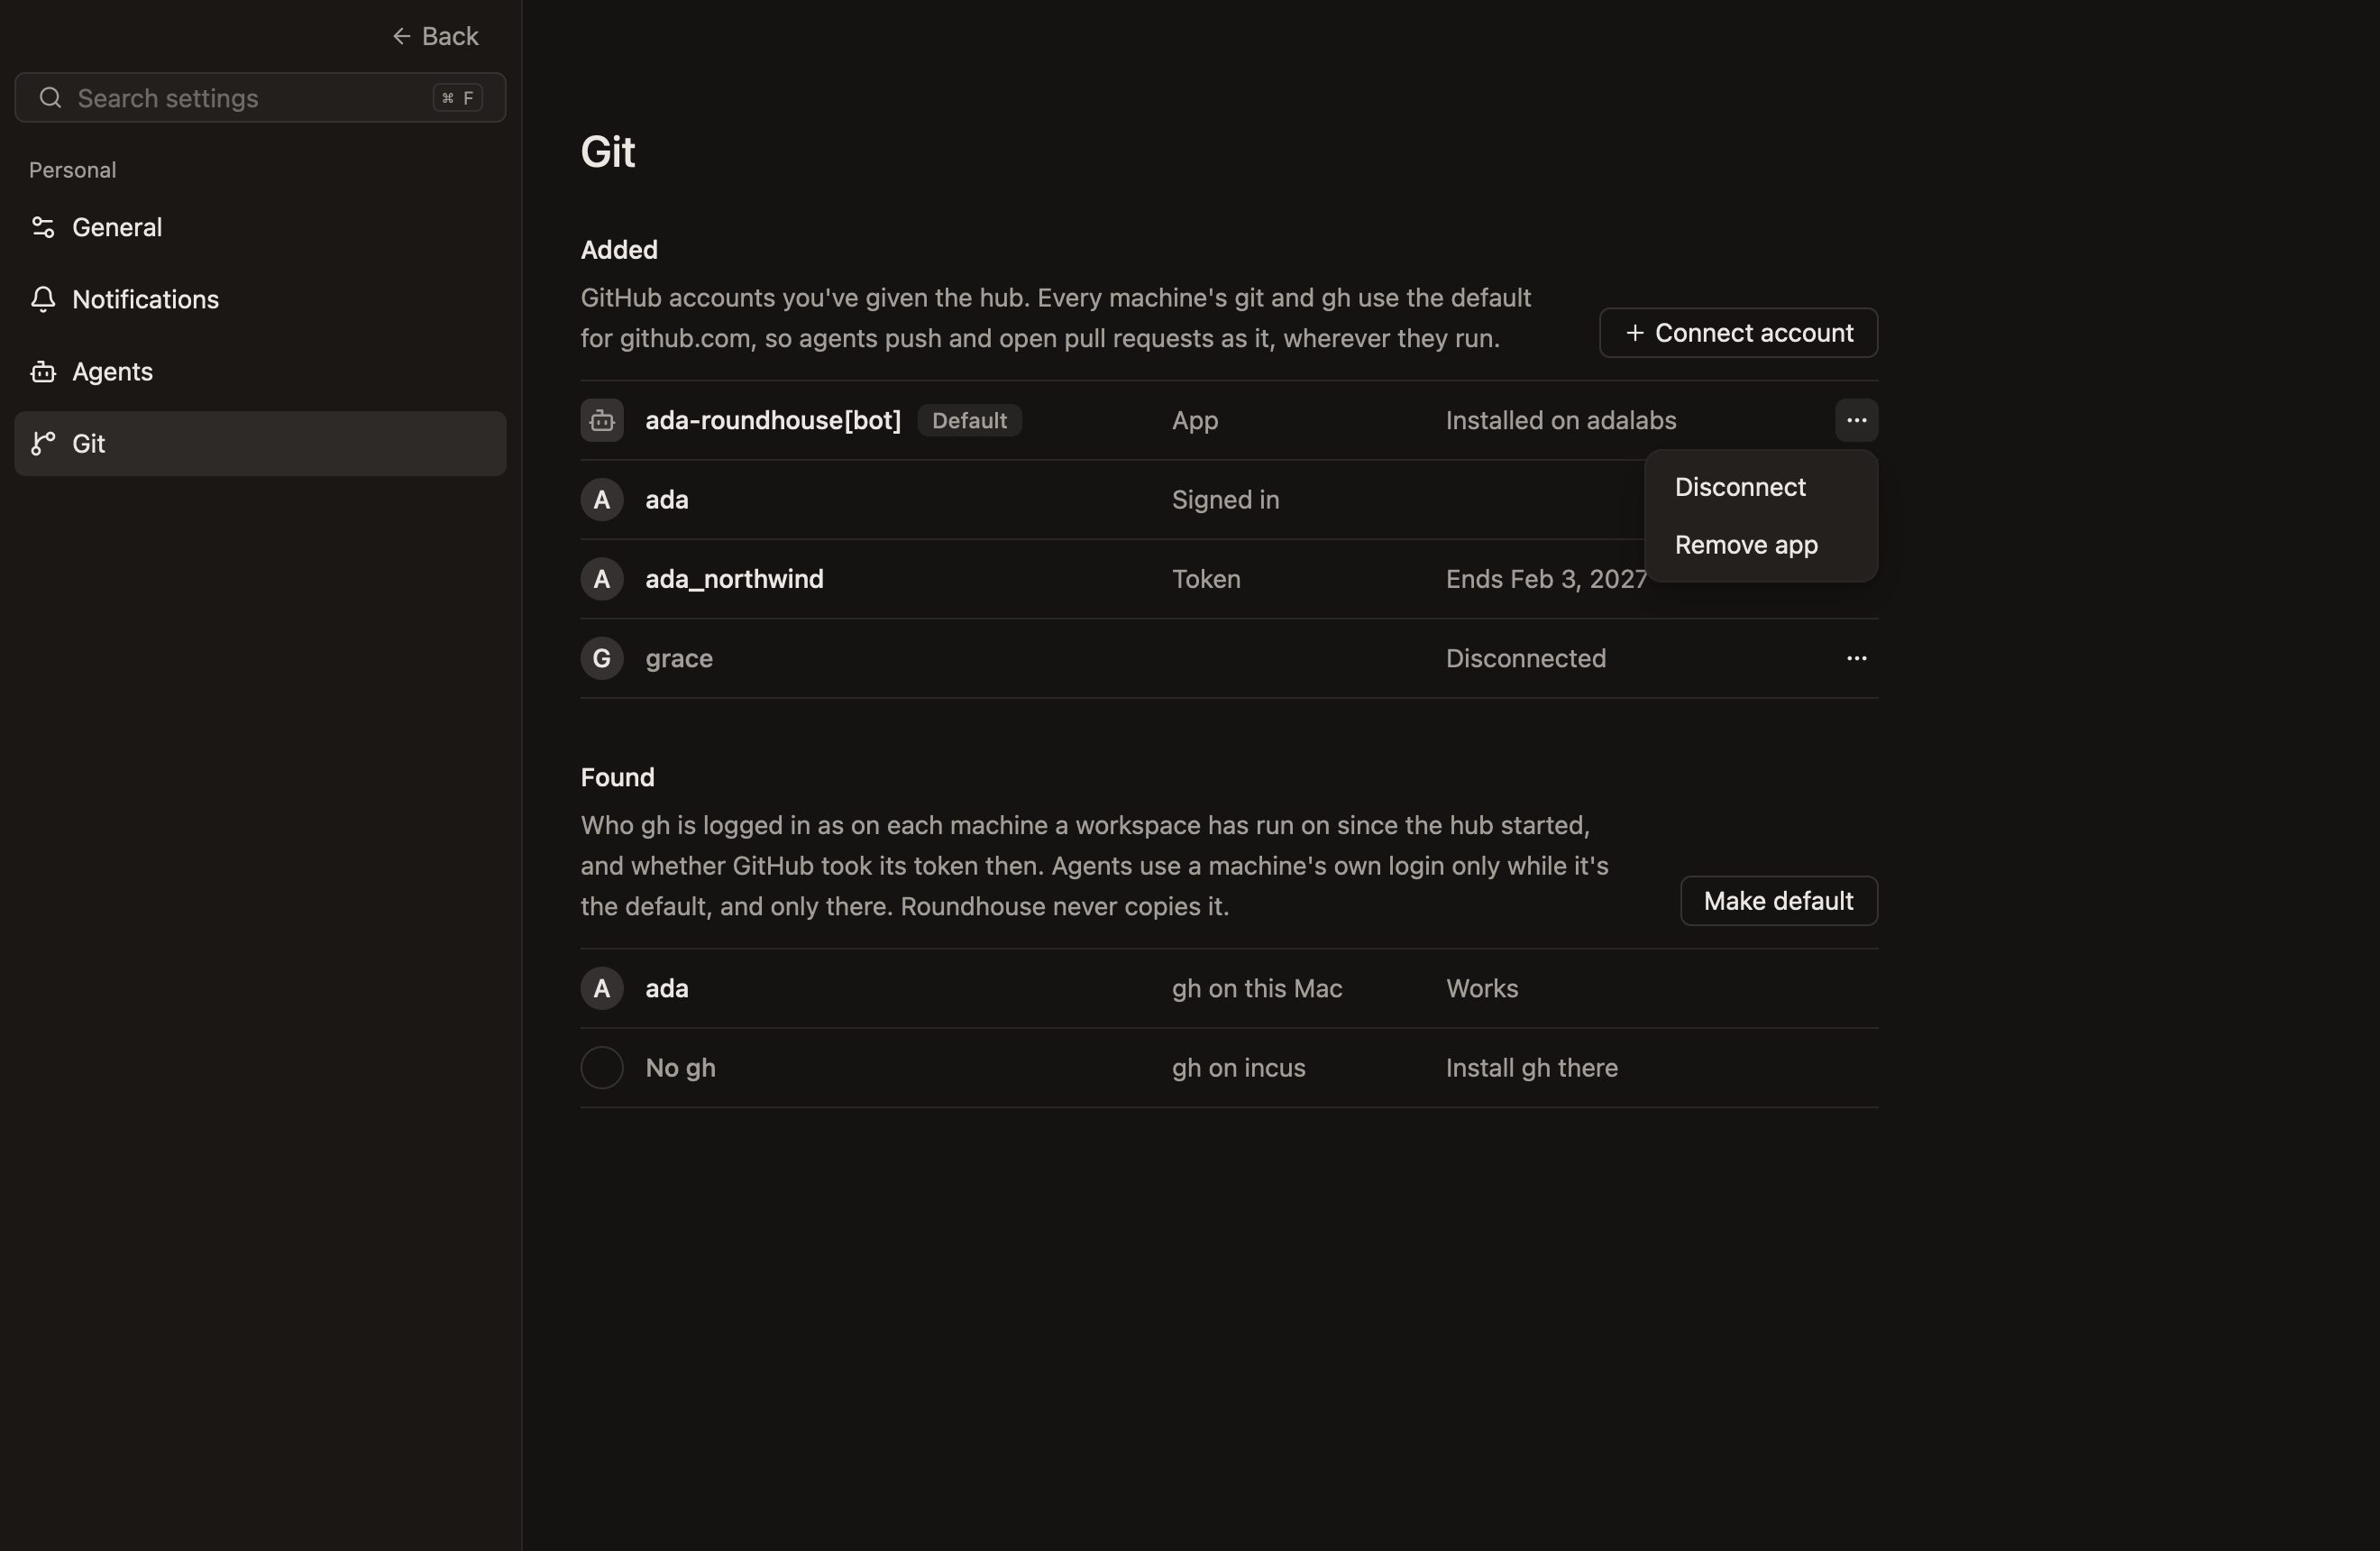 Back
Search settings ⌘ F
Personal
General
Notifications
Agents
Git
Git
Added
GitHub accounts you've given the hub. Every machine's git and gh use the default
for github.com, so agents push and open pull requests as it, wherever they run.
+ Connect account
ada-roundhouse[bot] Default App Installed on adalabs ...
Disconnect
Remove app
A ada Signed in
A ada_northwind Token Ends Feb 3, 2027
G grace Disconnected ...
Found
Who gh is logged in as on each machine a workspace has run on since the hub started,
and whether GitHub took its token then. Agents use a machine's own login only while it's
the default, and only there. Roundhouse never copies it.
Make default
A ada gh on this Mac Works
No gh gh on incus Install gh there